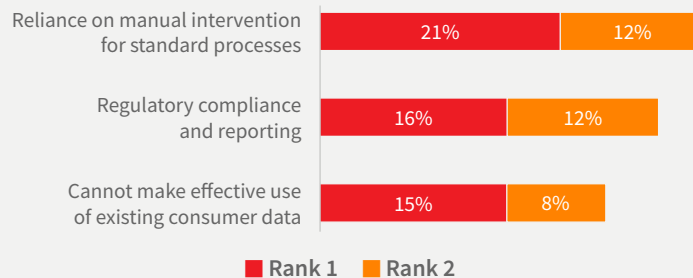 Reliance on manual intervention
for standard processes
21% 12%
Regulatory compliance
and reporting
16% 12%
Cannot make effective use
of existing consumer data
15% 8%
Rank 1 Rank 2